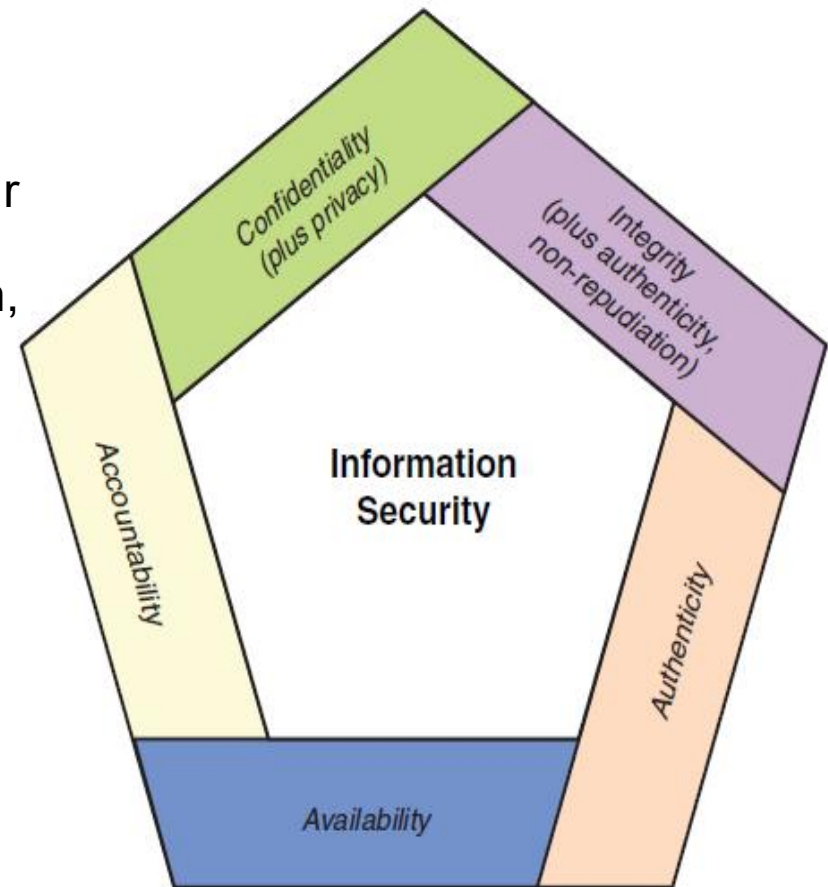 r
n,
Confidentiality
(plus privacy)
Integrity
(plus authenticity,
non-repudiation)
Accountability
Information
Security
Authenticity
Availability